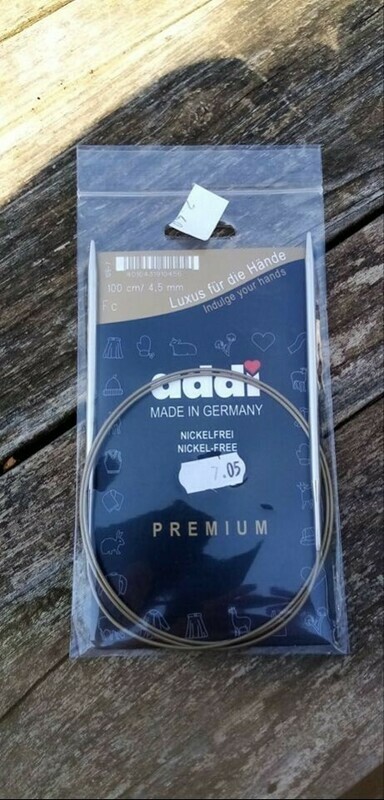 100 cm/ 4,5 mm
Luxus für die Hände
Indulge your hands
addi
MADE IN GERMANY
NICKELFREI
NICKEL-FREE
7.05
PREMIUM